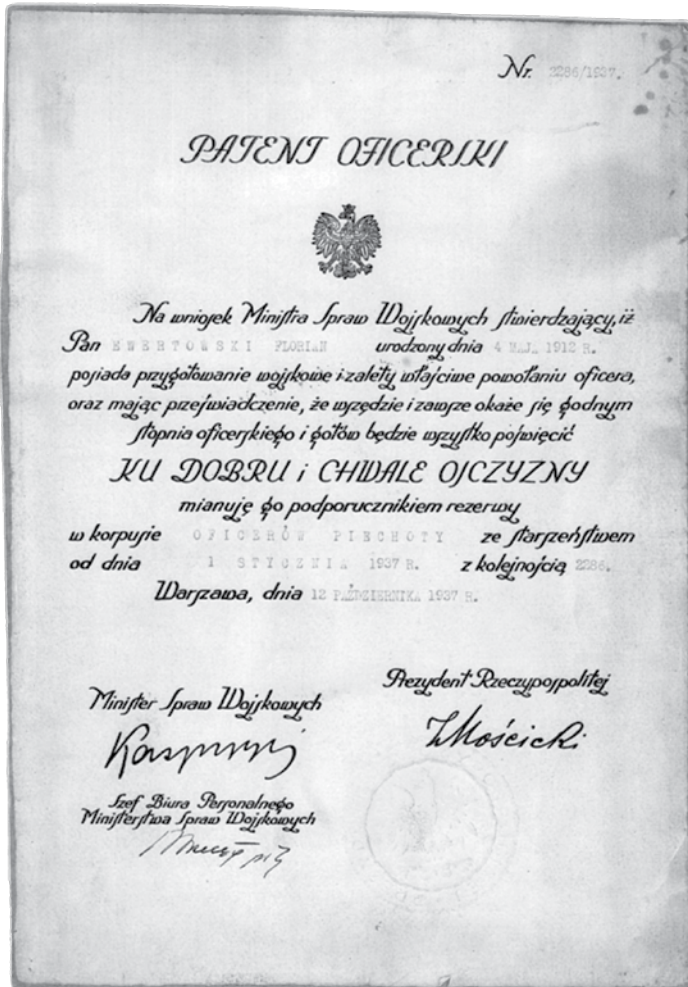 Nr. 2286/1937.
PATENT OFICERSKI
Na wniosek Ministra Spraw Wojskowych stwierdzający, iż
Pan EWERTOWSKI FLORIAN urodzony dnia 4 MAJA 1912 R.
posiada przygotowanie wojskowe i zalety właściwe powołaniu oficera,
oraz mając przeświadczenie, że wszędzie i zawsze okaże się godnym
stopnia oficerskiego i gotów będzie wszystko poświęcić
KU DOBRU i CHWALE OJCZYZNY
mianuję go podporucznikiem rezerwy
w korpusie OFICERÓW PIECHOTY ze starszeństwem
od dnia 1 STYCZNIA 1937 R. z kolejnością 2286.
Warszawa, dnia 12 PAŹDZIERNIKA 1937 R.
Prezydent Rzeczypospolitej
Minister Spraw Wojskowych
IMościcki
Kasprzycki
Szef Biura Personalnego
Ministerstwa Spraw Wojskowych